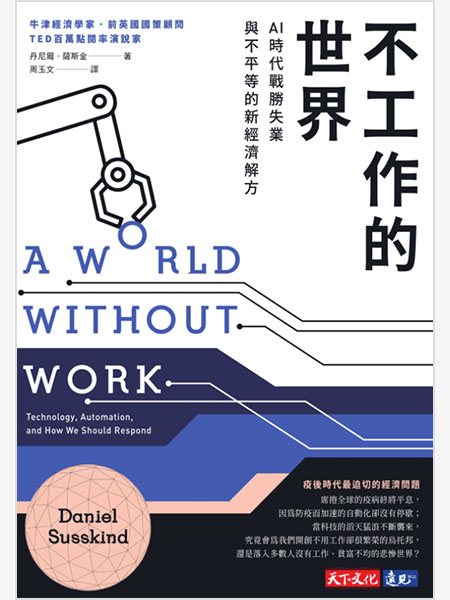 牛津經濟學家・前英國國策顧問
TED百萬點閱率演說家
丹尼爾・薩斯金────著
周玉文────譯
不工作的
世界
AI時代戰勝失業
與不平等的新經濟解方
A WORLD
WITHOUT
WORK
Technology, Automation,
and How We Should Respond
Daniel
Susskind
疫後時代最迫切的經濟問題
席捲全球的疫病終將平息,
因為防疫而加速的自動化卻沒有停歇;
當科技的滔天猛浪不斷襲來,
究竟會為我們開創不用工作卻很繁榮的烏托邦,
還是落入多數人沒有工作、貧富不均的悲慘世界?
天下文化
遠見